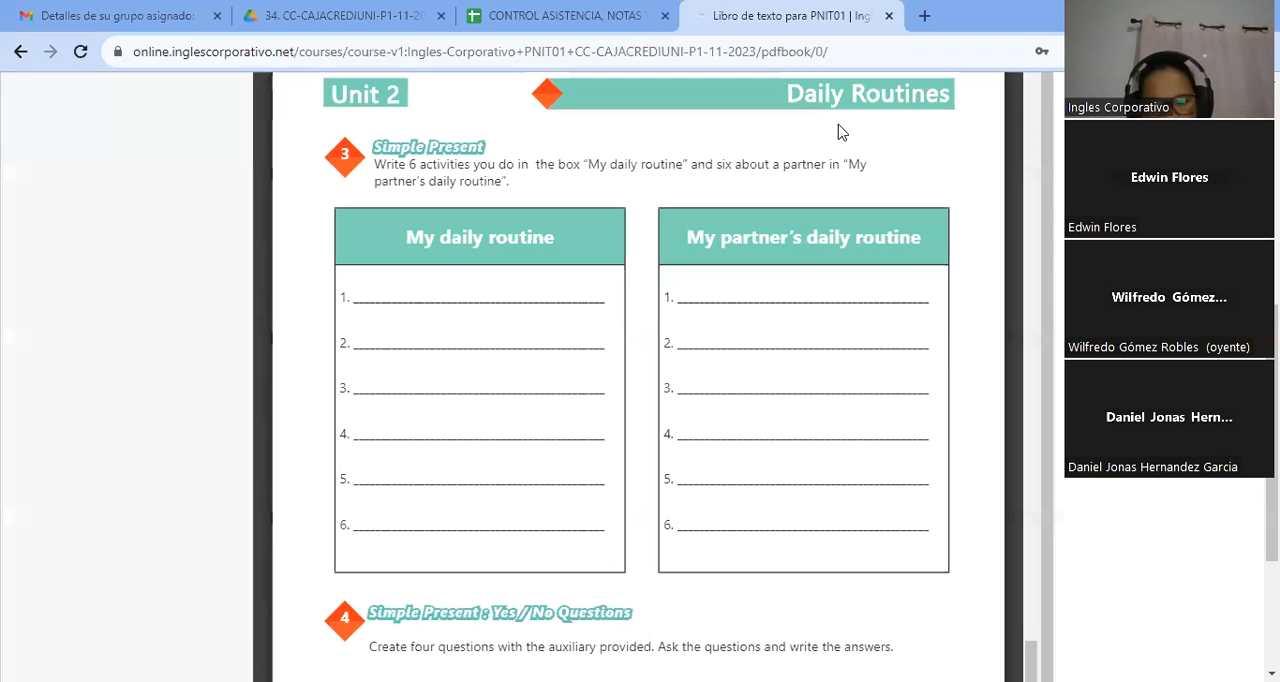 Detalles de su grupo asignado:
34. CC-CAJACREDIUNI-P1-11-20
CONTROL ASISTENCIA, NOTAS Y
Libro de texto para PNIT01 | Ing
online.inglescorporativo.net/courses/course-v1:Ingles-Corporativo+PNIT01+CC-CAJACREDIUNI-P1-11-2023/pdfbook/0/
Unit 2
Daily Routines
3
Simple Present
Write 6 activities you do in the box “My daily routine” and six about a partner in “My
partner’s daily routine”.
My daily routine
1.
2.
3.
4.
5.
6.
My partner’s daily routine
1.
2.
3.
4.
5.
6.
4
Simple Present : Yes / No Questions
Create four questions with the auxiliary provided. Ask the questions and write the answers.
Ingles Corporativo
Edwin Flores
Edwin Flores
Wilfredo Gómez...
Wilfredo Gómez Robles (oyente)
Daniel Jonas Hern...
Daniel Jonas Hernandez Garcia